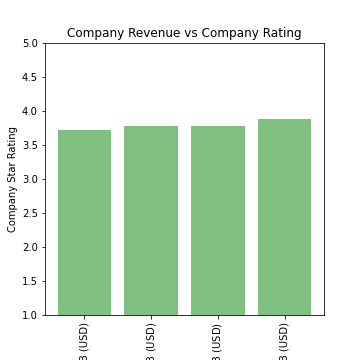 Company Revenue vs Company Rating
5.0
4.5
4.0
3.5
3.0
2.5
2.0
1.5
1.0
Company Star Rating
(USD)
(USD)
(USD)
(USD)